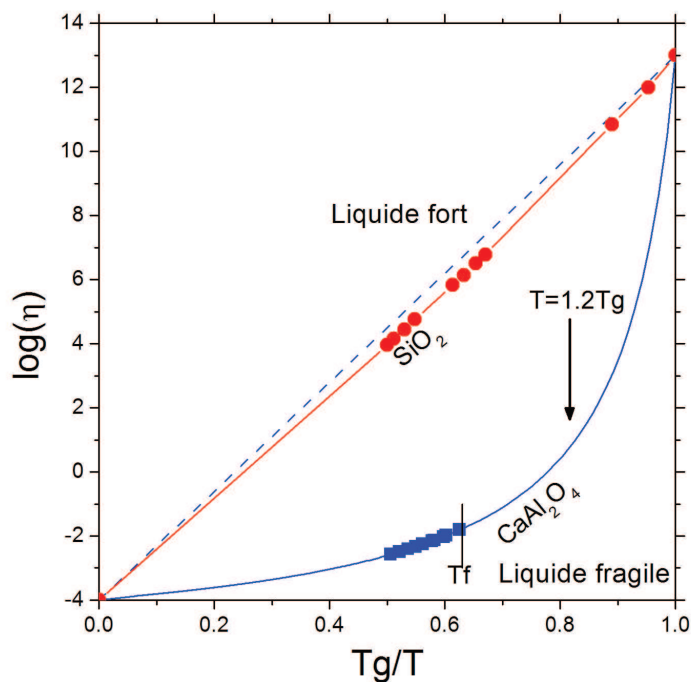 14
12
10
8
6
4
2
0
-2
-4
log(η)
Liquide fort
SiO₂
T=1.2Tg
CaAl₂O₄
Tf
Liquide fragile
0.0 0.2 0.4 0.6 0.8 1.0
Tg/T